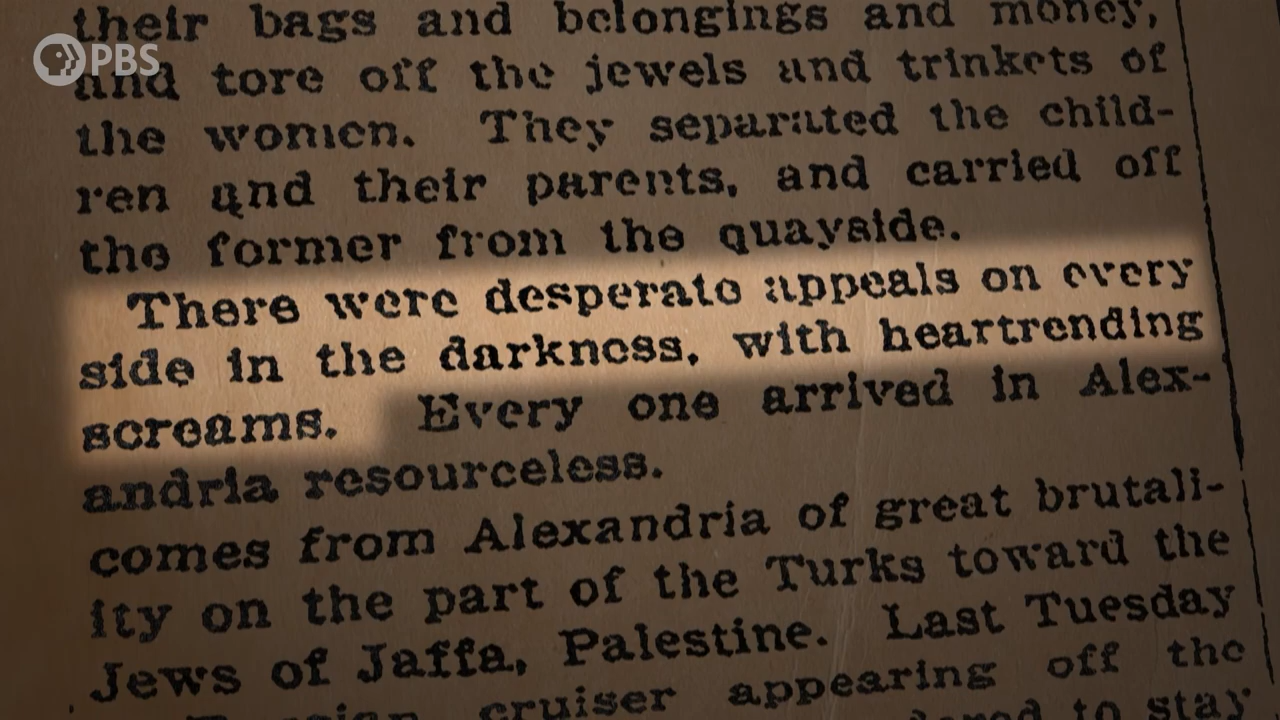 PBS
their bags and belongings and money,
and tore off the jewels and trinkets of
the women. They separated the child-
ren and their parents, and carried off
the former from the quayside.
There were desperate appeals on every
side in the darkness, with heartrending
screams. Every one arrived in Alex-
andria resourceless.
comes from Alexandria of great brutali-
ity on the part of the Turks toward the
Jews of Jaffa, Palestine. Last Tuesday
cruiser appearing off the
to stay